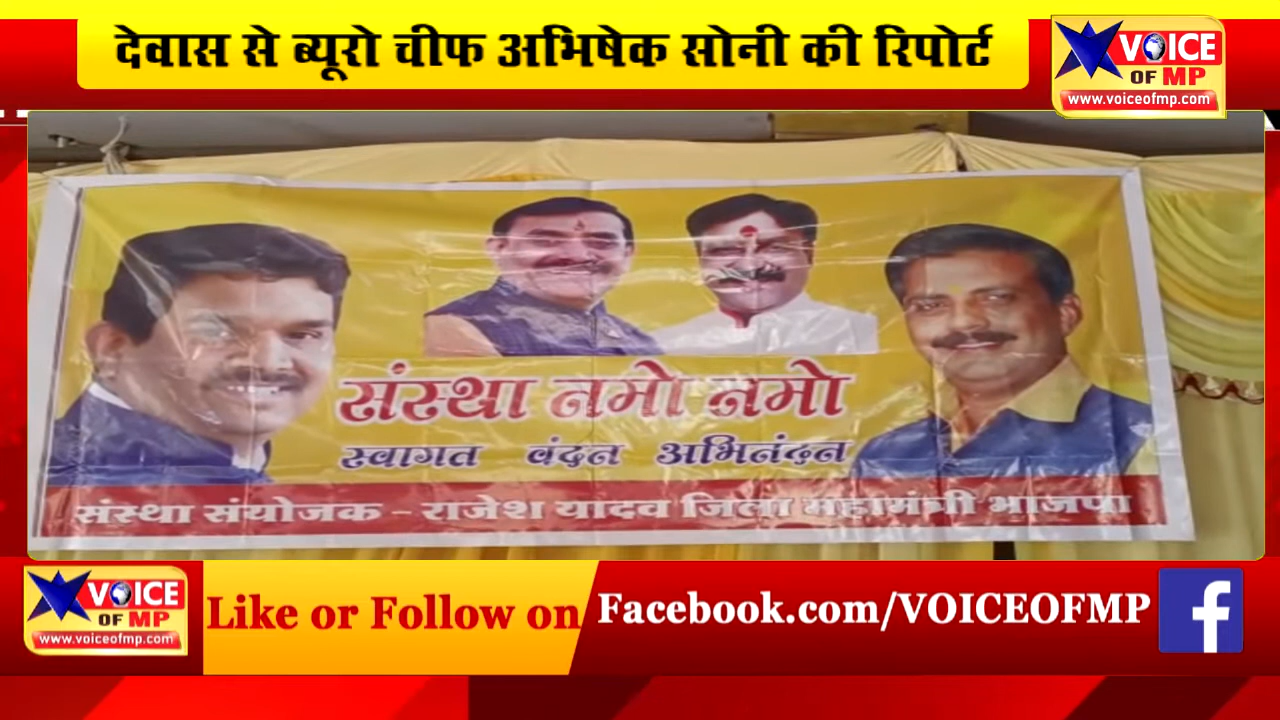 देवास से ब्यूरो चीफ अभिषेक सोनी की रिपोर्ट
VOICE
OF MP
www.voiceofmp.com
संस्था नमो नमो
स्वागत वंदन अभिनंदन
संस्था संयोजक - राजेश यादव जिला महामंत्री भाजपा
VOICE
OF MP
www.voiceofmp.com
Like or Follow on
Facebook.com/VOICEOFMP
f